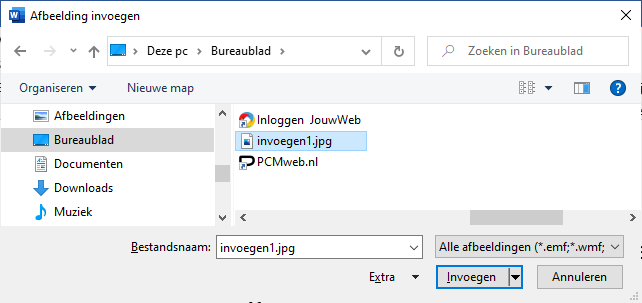 Afbeelding invoegen
Deze pc > Bureaublad >
Zoeken in Bureaublad
Organiseren Nieuwe map
Afbeeldingen
Bureaublad
Documenten
Downloads
Muziek
Inloggen JouwWeb
invoegen1.jpg
PCMweb.nl
Bestandsnaam: invoegen1.jpg Alle afbeeldingen (*.emf;*.wmf;
Extra Invoegen Annuleren